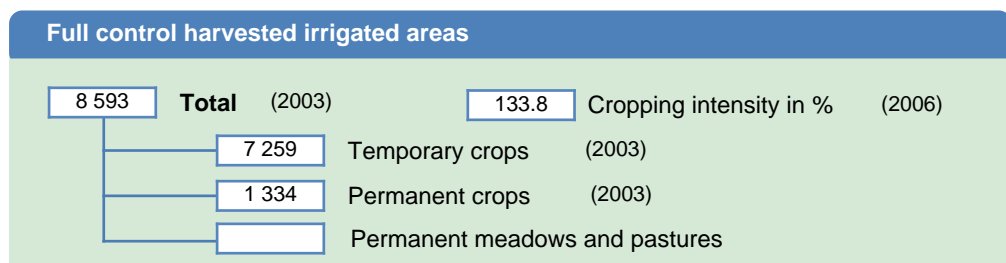 Full control harvested irrigated areas
8 593 Total (2003) 133.8 Cropping intensity in % (2006)
7 259 Temporary crops (2003)
1 334 Permanent crops (2003)
Permanent meadows and pastures